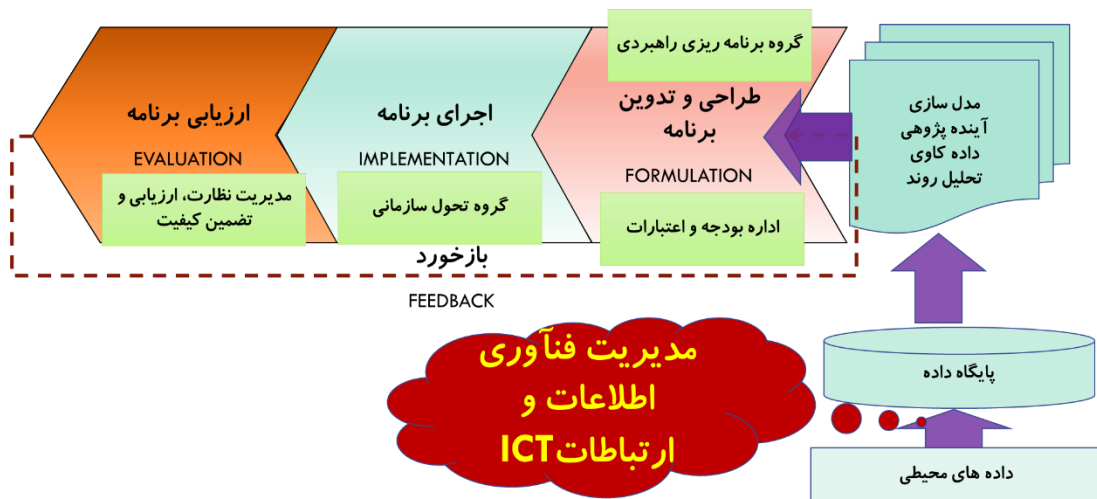 گروه برنامه ریزی راهبردی
طراحی و تدوین
برنامه
FORMULATION
اداره بودجه و اعتبارات
اجرای برنامه
IMPLEMENTATION
گروه تحول سازمانی
ارزیابی برنامه
EVALUATION
مدیریت نظارت، ارزیابی و
تضمین کیفیت
بازخورد
FEEDBACK
مدل سازی
آینده پژوهی
داده کاوی
تحلیل روند
پایگاه داده
داده های محیطی
مدیریت فنآوری
اطلاعات و
ارتباطات ICT